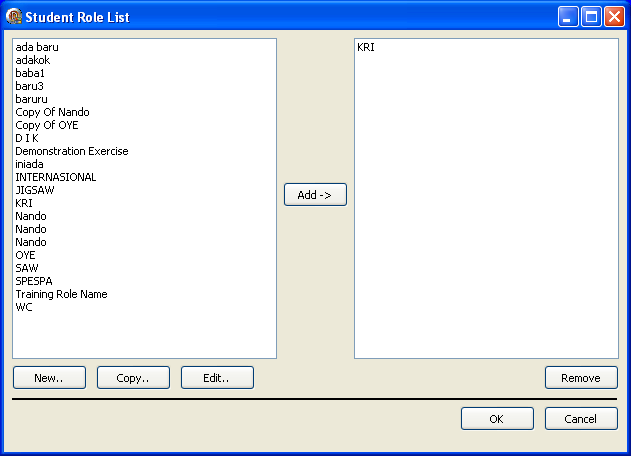 Student Role List
ada baru
adakok
baba1
baru3
baruru
Copy Of Nando
Copy Of OYE
D I K
Demonstration Exercise
iniada
INTERNASIONAL
JIGSAW
KRI
Nando
Nando
Nando
OYE
SAW
SPESPA
Training Role Name
WC
Add ->
KRI
New..
Copy..
Edit..
Remove
OK
Cancel